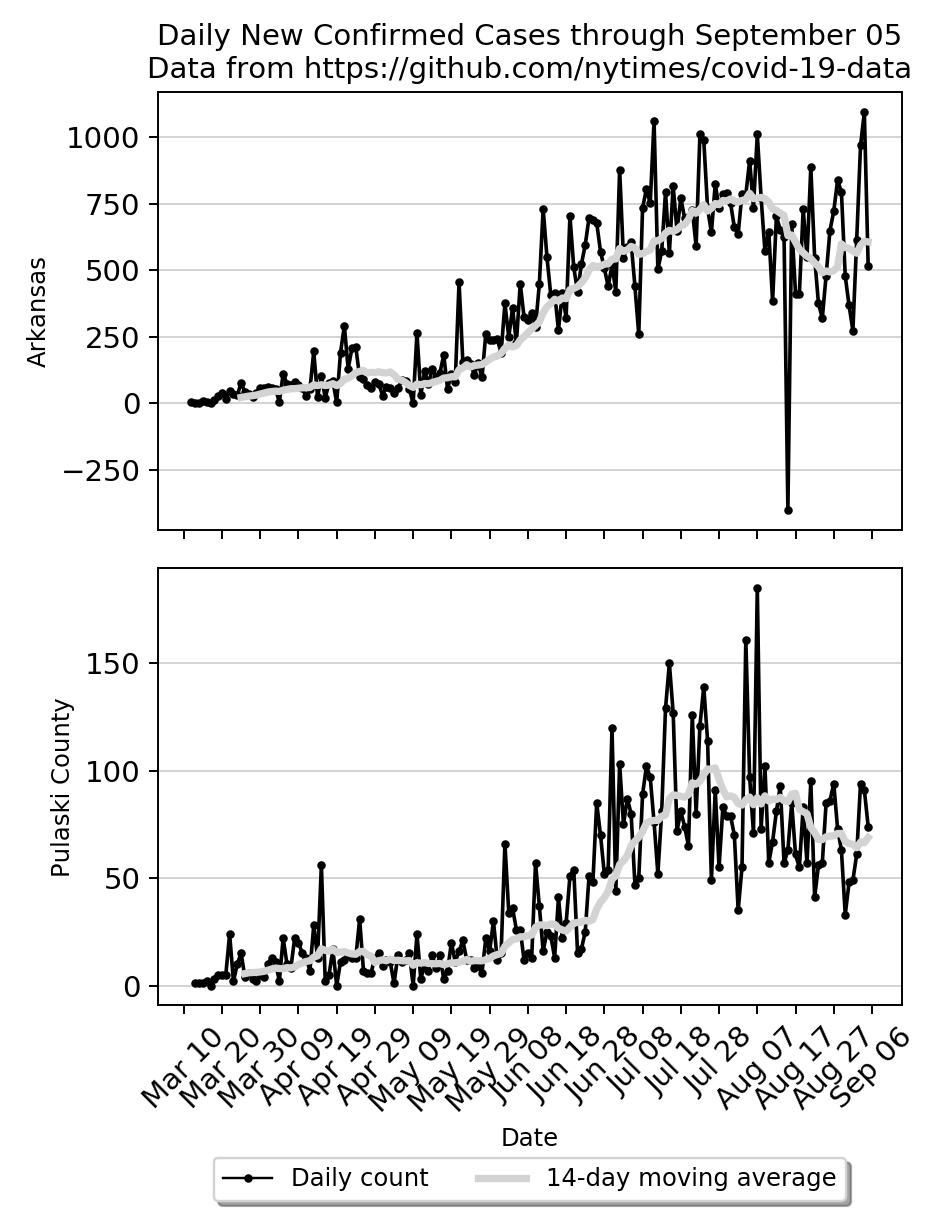 Daily New Confirmed Cases through September 05
Data from https://github.com/nytimes/covid-19-data
1000
750
500
250
0
−250
Arkansas
150
100
50
0
Pulaski County
Mar 10
Mar 20
Mar 30
Apr 09
Apr 19
Apr 29
May 09
May 19
May 29
Jun 08
Jun 18
Jun 28
Jul 08
Jul 18
Jul 28
Aug 07
Aug 17
Aug 27
Sep 06
Date
Daily count
14-day moving average